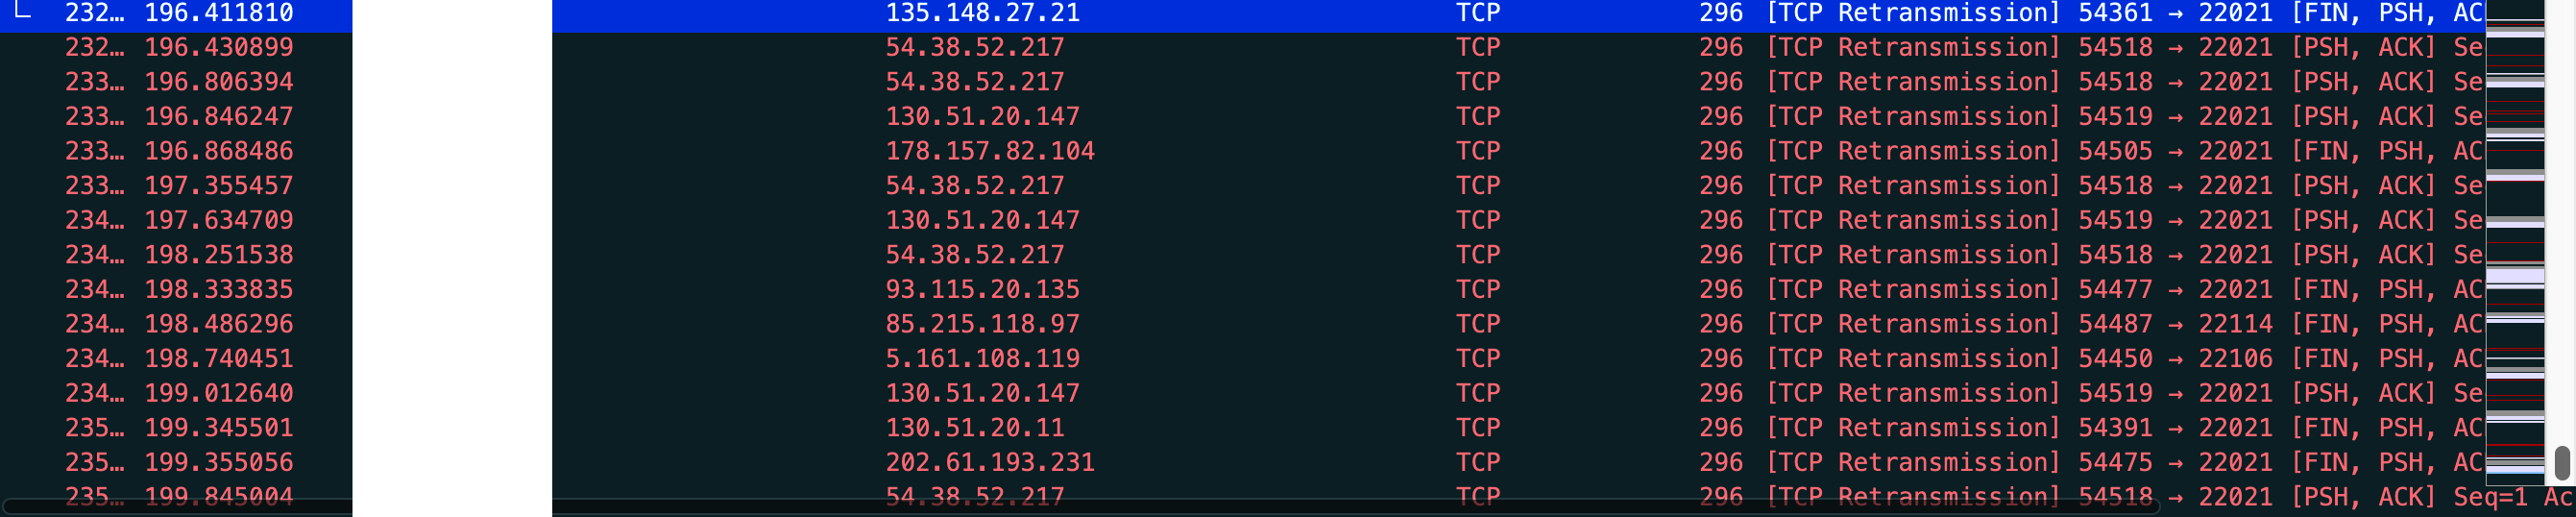 232… 196.411810 135.148.27.21 TCP 296 [TCP Retransmission] 54361 → 22021 [FIN, PSH, AC
232… 196.430899 54.38.52.217 TCP 296 [TCP Retransmission] 54518 → 22021 [PSH, ACK] Se
233… 196.806394 54.38.52.217 TCP 296 [TCP Retransmission] 54518 → 22021 [PSH, ACK] Se
233… 196.846247 130.51.20.147 TCP 296 [TCP Retransmission] 54519 → 22021 [PSH, ACK] Se
233… 196.868486 178.157.82.104 TCP 296 [TCP Retransmission] 54505 → 22021 [FIN, PSH, AC
233… 197.355457 54.38.52.217 TCP 296 [TCP Retransmission] 54518 → 22021 [PSH, ACK] Se
234… 197.634709 130.51.20.147 TCP 296 [TCP Retransmission] 54519 → 22021 [PSH, ACK] Se
234… 198.251538 54.38.52.217 TCP 296 [TCP Retransmission] 54518 → 22021 [PSH, ACK] Se
234… 198.333835 93.115.20.135 TCP 296 [TCP Retransmission] 54477 → 22021 [FIN, PSH, AC
234… 198.486296 85.215.118.97 TCP 296 [TCP Retransmission] 54487 → 22114 [FIN, PSH, AC
234… 198.740451 5.161.108.119 TCP 296 [TCP Retransmission] 54450 → 22106 [FIN, PSH, AC
234… 199.012640 130.51.20.147 TCP 296 [TCP Retransmission] 54519 → 22021 [PSH, ACK] Se
235… 199.345501 130.51.20.11 TCP 296 [TCP Retransmission] 54391 → 22021 [FIN, PSH, AC
235… 199.355056 202.61.193.231 TCP 296 [TCP Retransmission] 54475 → 22021 [FIN, PSH, AC
235… 199.845004 54.38.52.217 TCP 296 [TCP Retransmission] 54518 → 22021 [PSH, ACK] Seq=1 Ac